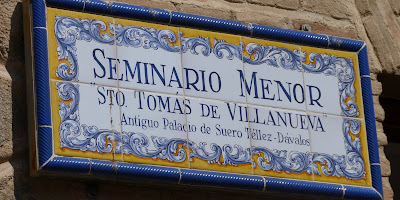 SEMINARIO MENOR
"STO. TOMÁS DE VILLANUEVA"
Antiguo Palacio de Suero Téllez-Dávalos